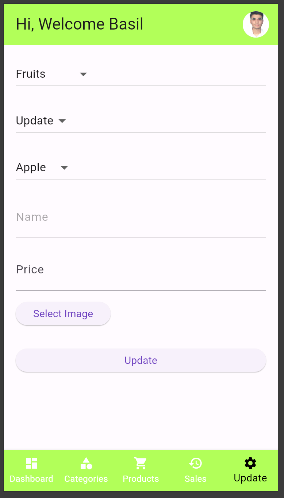 Hi, Welcome Basil
Fruits
Update
Apple
Name
Price
Select Image
Update
Dashboard Categories Products Sales Update